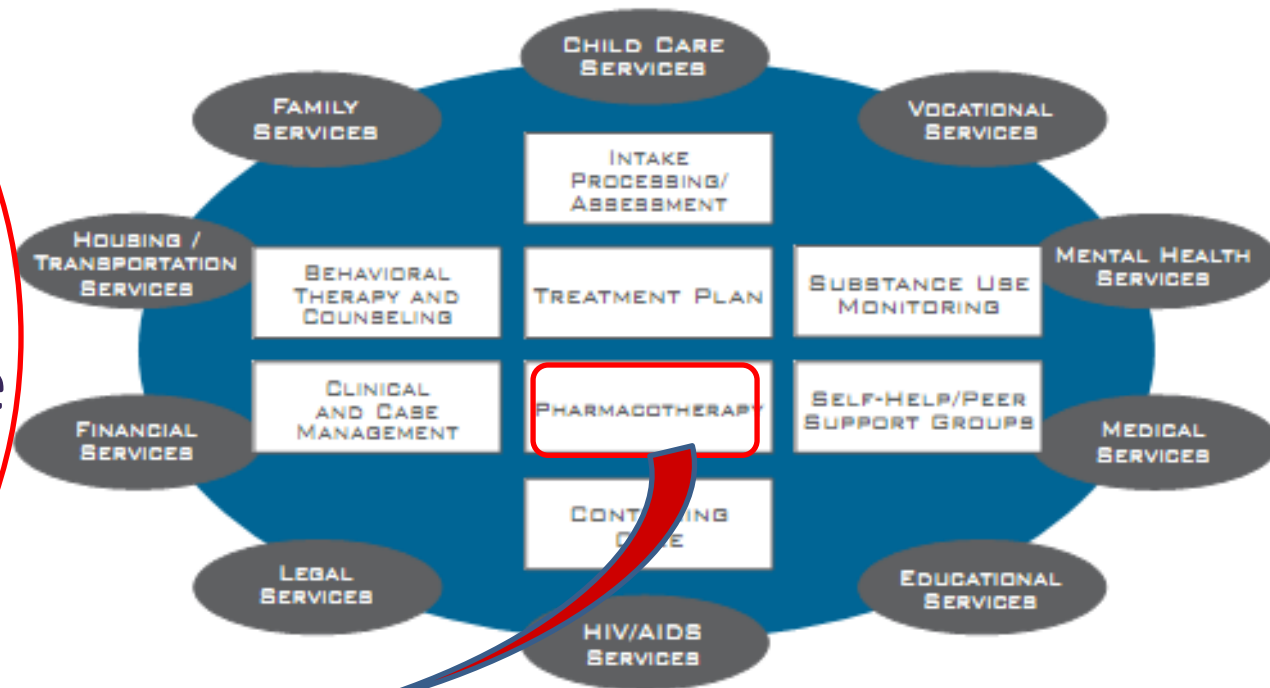 CHILD CARE
SERVICES
FAMILY
SERVICES
VOCATIONAL
SERVICES
INTAKE
PROCESSING/
ASSESSMENT
HOUSING /
TRANSPORTATION
SERVICES
BEHAVIORAL
THERAPY AND
COUNSELING
TREATMENT PLAN
SUBSTANCE USE
MONITORING
MENTAL HEALTH
SERVICES
CLINICAL
AND CASE
MANAGEMENT
PHARMACOTHERAPY
SELF-HELP/PEER
SUPPORT GROUPS
e
FINANCIAL
SERVICES
MEDICAL
SERVICES
LEGAL
SERVICES
EDUCATIONAL
SERVICES
HIV/AIDS
SERVICES